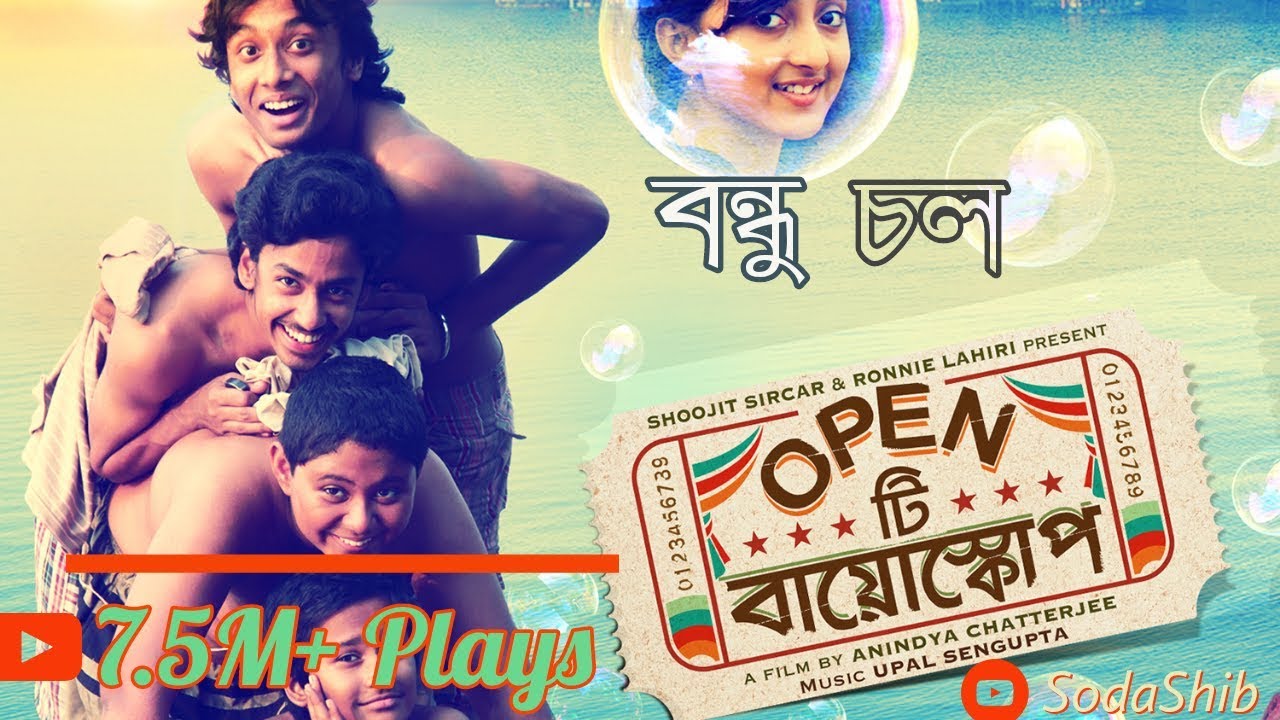 বন্ধু চল
SHOOJIT SIRCAR & RONNIE LAHIRI PRESENT
OPEN
টি
বায়োস্কোপ
0123456739
0123456789
A FILM BY ANINDYA CHATTERJEE
MUSIC UPAL SENGUPTA
7.5M+ Plays
SodaShib